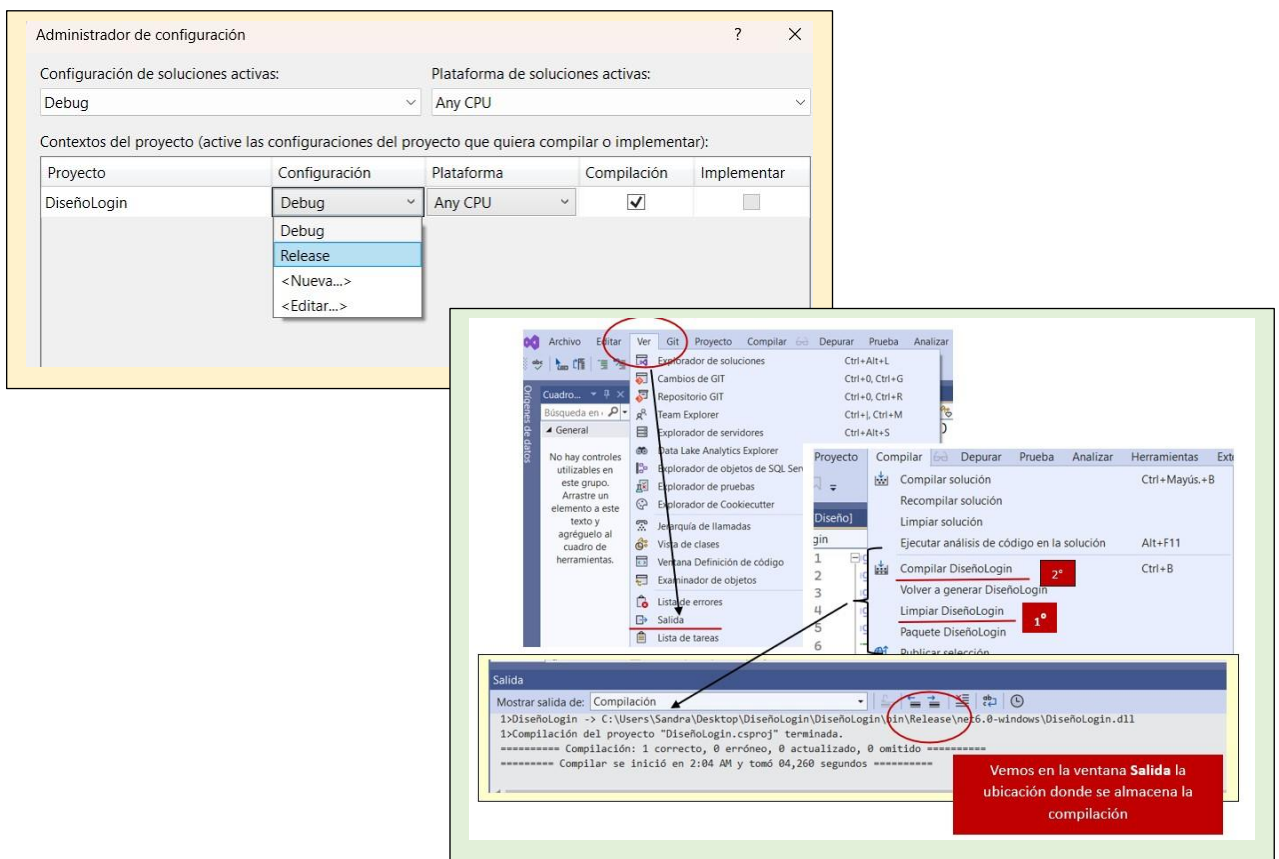 Administrador de configuración ? ×
Configuración de soluciones activas: Plataforma de soluciones activas:
Debug Any CPU
Contextos del proyecto (active las configuraciones del proyecto que quiera compilar o implementar):
Proyecto Configuración Plataforma Compilación Implementar
DiseñoLogin Debug Any CPU
Debug
Release
<Nueva...>
<Editar...>
Archivo Editar Ver Git Proyecto Compilar Depurar Prueba Analizar
Explorador de soluciones Ctrl+Alt+L
Cambios de GIT Ctrl+0, Ctrl+G
Repositorio GIT Ctrl+0, Ctrl+R
Team Explorer Ctrl+|, Ctrl+M
Explorador de servidores Ctrl+Alt+S
Data Lake Analytics Explorer
Explorador de objetos de SQL Serv
Explorador de pruebas
Explorador de Cookiecutter
Jerarquía de llamadas
Vista de clases
Ventana Definición de código
Examinador de objetos
Lista de errores
Salida
Lista de tareas
Orígenes de datos
Cuadro...
Búsqueda en
General
No hay controles
utilizables en
este grupo.
Arrastre un
elemento a este
texto y
agréguelo al
cuadro de
herramientas.
Proyecto Compilar Depurar Prueba Analizar Herramientas Exte
Compilar solución Ctrl+Mayús.+B
Recompilar solución
Limpiar solución
Ejecutar análisis de código en la solución Alt+F11
Compilar DiseñoLogin 2° Ctrl+B
Volver a generar DiseñoLogin
Limpiar DiseñoLogin 1°
Paquete DiseñoLogin
Publicar selección
[Diseño]
gin
1
2
3
4
5
6
Salida
Mostrar salida de: Compilación
1>DiseñoLogin -> C:\Users\Sandra\Desktop\DiseñoLogin\DiseñoLogin\bin\Release\net6.0-windows\DiseñoLogin.dll
1>Compilación del proyecto "DiseñoLogin.csproj" terminada.
========== Compilación: 1 correcto, 0 erróneo, 0 actualizado, 0 omitido ==========
========= Compilar se inició en 2:04 AM y tomó 04,260 segundos ==========
Vemos en la ventana Salida la
ubicación donde se almacena la
compilación